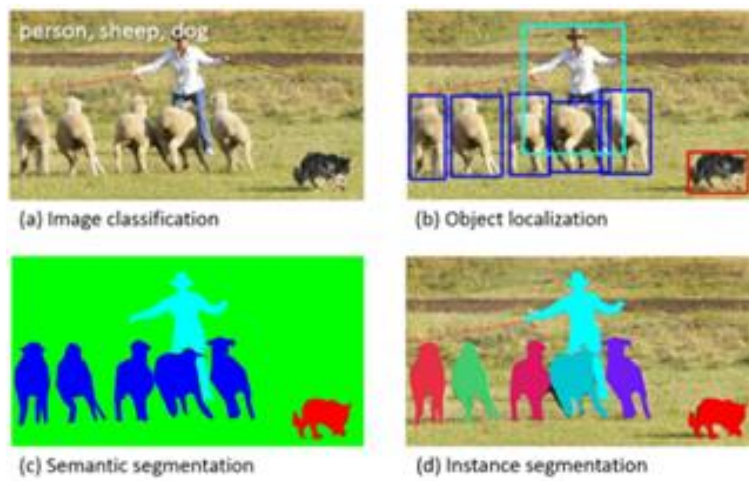 person, sheep, dog
(a) Image classification
(b) Object localization
(c) Semantic segmentation
(d) Instance segmentation